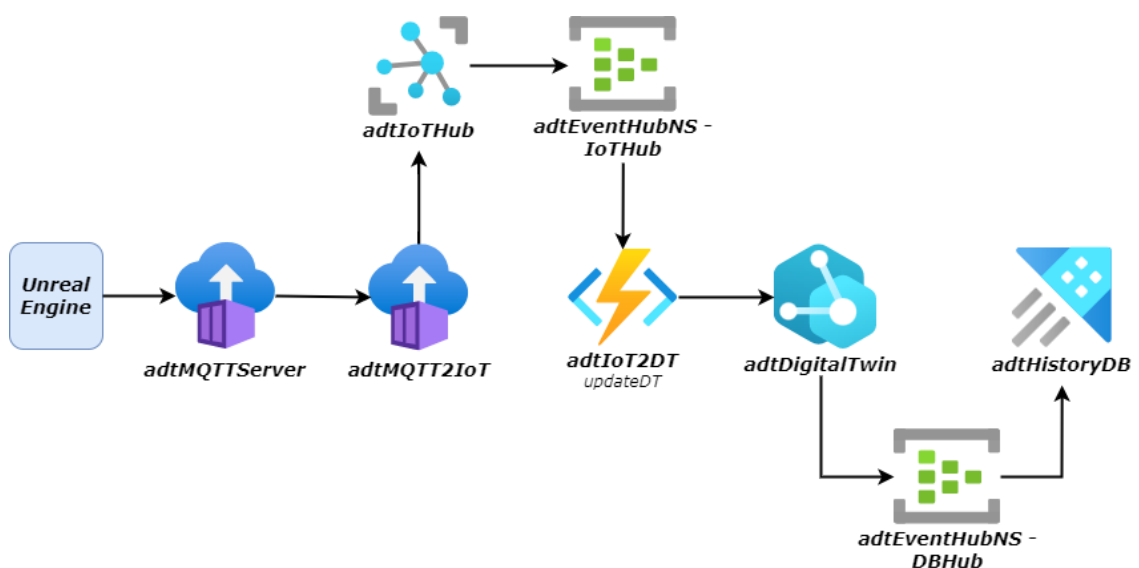 adtIoTHub
adtEventHubNS -
IoTHub
Unreal
Engine
adtMQTTServer
adtMQTT2IoT
adtIoT2DT
updateDT
adtDigitalTwin
adtHistoryDB
adtEventHubNS -
DBHub